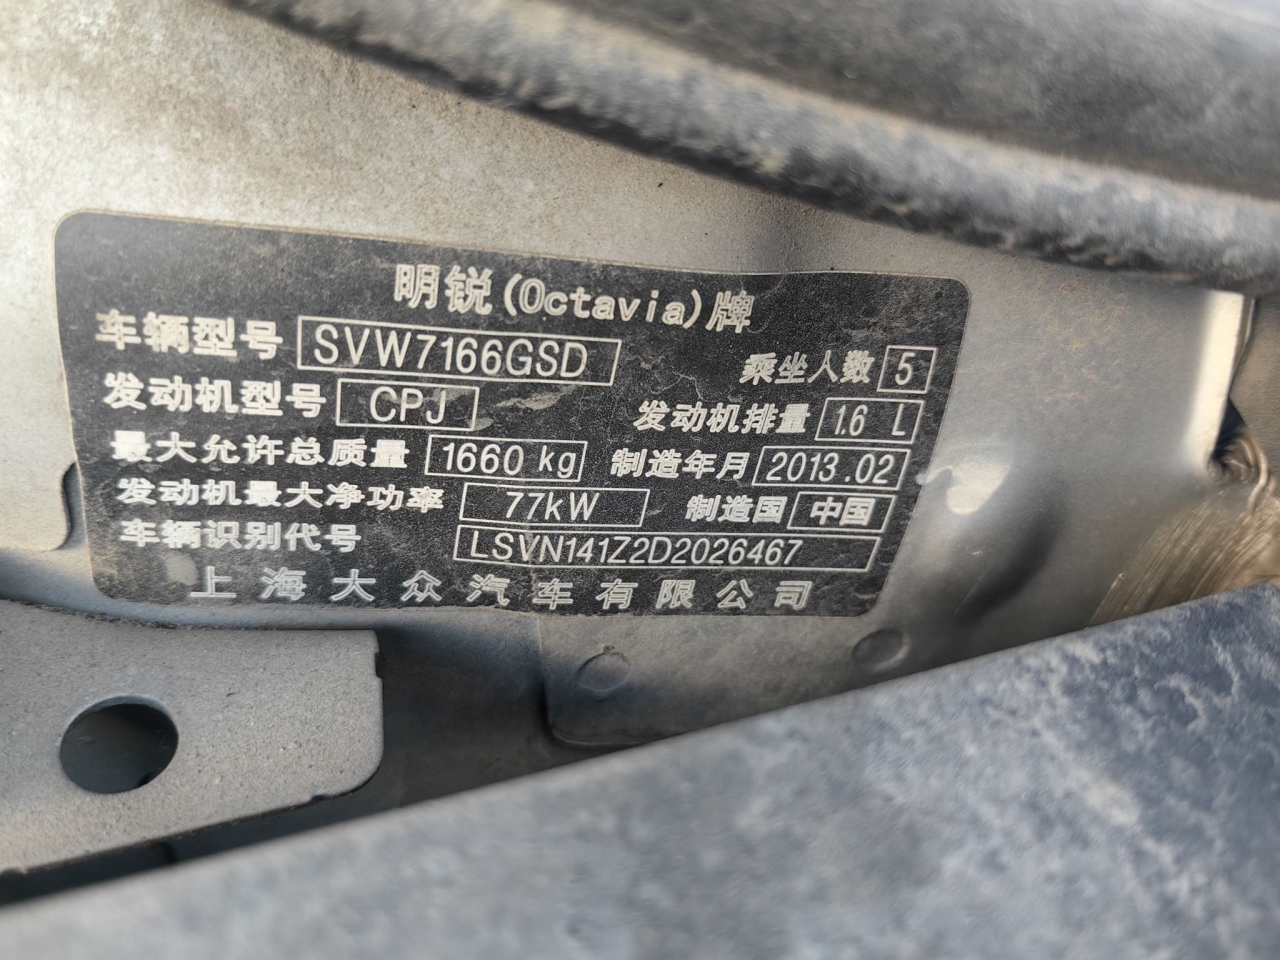 明锐(Octavia)牌
车辆型号 SVW7166GSD 乘坐人数 5
发动机型号 CPJ 发动机排量 1.6 L
最大允许总质量 1660 kg 制造年月 2013.02
发动机最大净功率 77kW 制造国 中国
车辆识别代号 LSVN141Z2D2026467
上海大众汽车有限公司